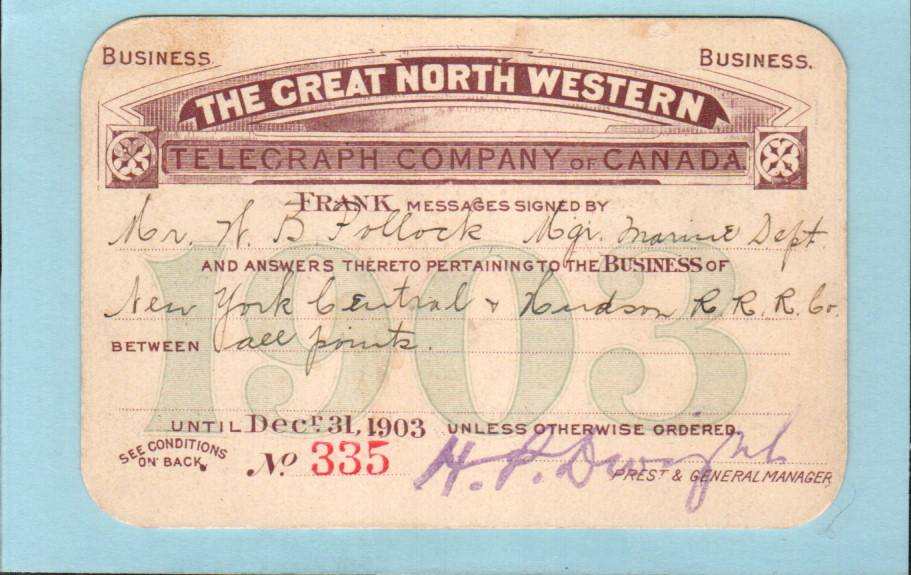 BUSINESS. BUSINESS.
THE GREAT NORTH WESTERN
TELEGRAPH COMPANY OF CANADA
FRANK MESSAGES SIGNED BY
Mr. W. B. Pollock Mgr. Marine Dept.
AND ANSWERS THERETO PERTAINING TO THE BUSINESS OF
New York Central & Hudson R. R. R. Co.
BETWEEN all points.
1903
UNTIL Decr. 31, 1903 UNLESS OTHERWISE ORDERED.
SEE CONDITIONS
ON BACK.
No. 335
H. P. Dwight
PREST & GENERAL MANAGER